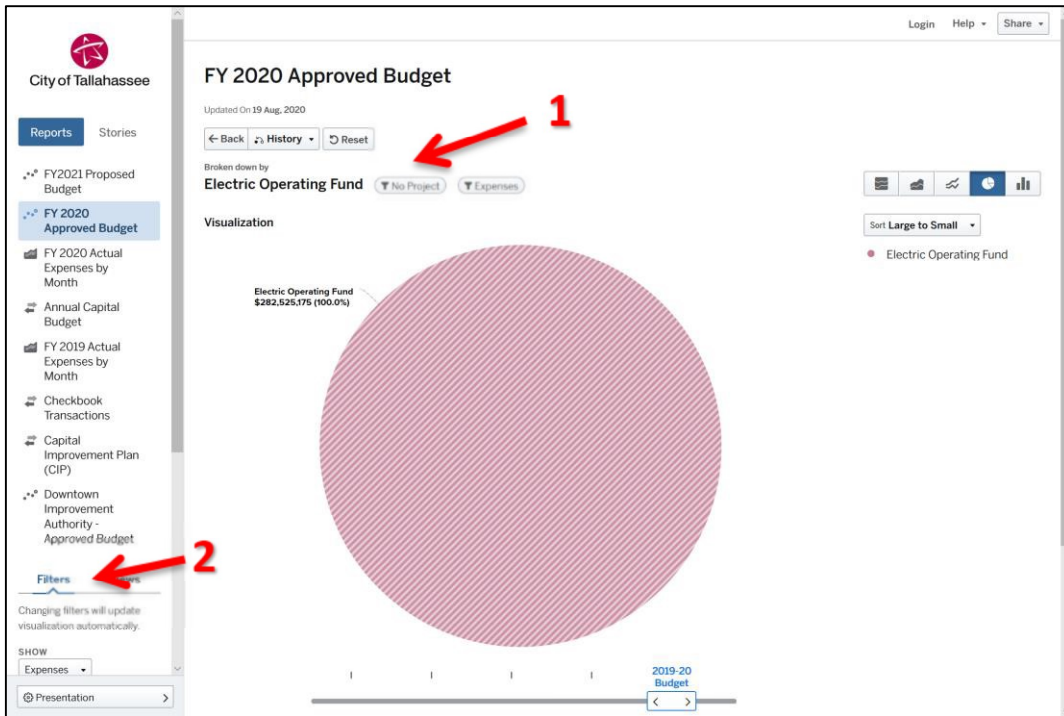 Login Help Share
City of Tallahassee
FY 2020 Approved Budget
Updated On 19 Aug, 2020
1
Reports Stories
Back History Reset
Broken down by
Electric Operating Fund No Project Expenses
FY2021 Proposed
Budget
FY 2020
Approved Budget
FY 2020 Actual
Expenses by
Month
Annual Capital
Budget
FY 2019 Actual
Expenses by
Month
Checkbook
Transactions
Capital
Improvement Plan
(CIP)
Downtown
Improvement
Authority -
Approved Budget
2
Filters
Changing filters will update
visualization automatically.
SHOW
Expenses
Presentation
Visualization
Electric Operating Fund
$282,525,175 (100.0%)
Sort Large to Small
Electric Operating Fund
2019-20
Budget